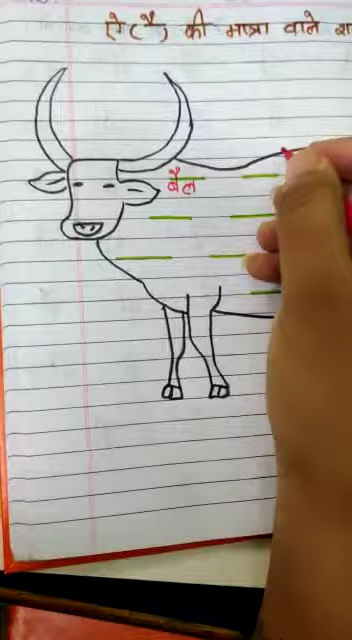 ऐ (ै) की मात्रा वाले
बैल